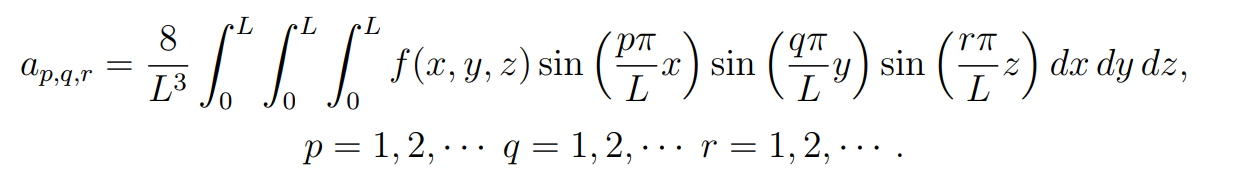 a_{p,q,r} = \frac{8}{L^3} \int_0^L \int_0^L \int_0^L f(x, y, z) \sin\left(\frac{p\pi}{L}x\right) \sin\left(\frac{q\pi}{L}y\right) \sin\left(\frac{r\pi}{L}z\right) dx\,dy\,dz,
p = 1, 2, \cdots q = 1, 2, \cdots r = 1, 2, \cdots .